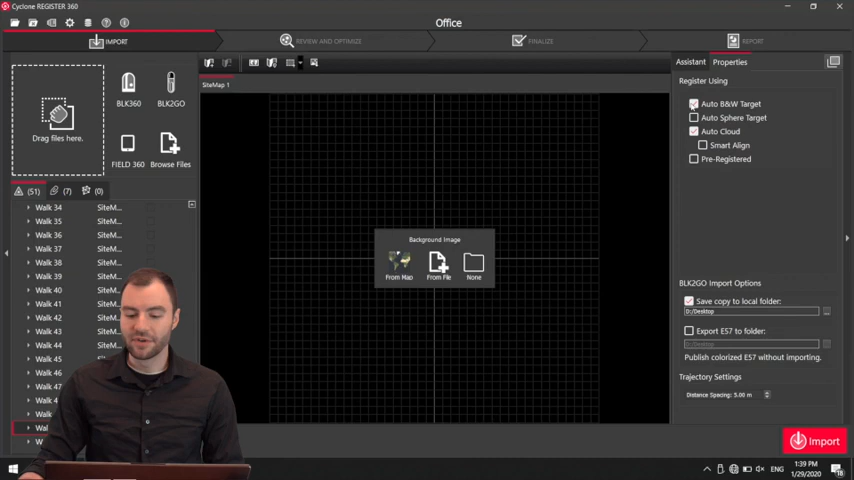 Cyclone REGISTER 360
Office
IMPORT
REVIEW AND OPTIMIZE
FINALIZE
REPORT
Drag files here.
BLK360
BLK2GO
FIELD 360
Browse Files
SiteMap 1
Assistant
Properties
Register Using
Auto B&W Target
Auto Sphere Target
Auto Cloud
Smart Align
Pre-Registered
(51)
(7)
(0)
Walk 34 SiteM...
Walk 35 SiteM...
Walk 36 SiteM...
Walk 37 SiteM...
Walk 38 SiteM...
Walk 39 SiteM...
Walk 40 SiteM...
Walk 41 SiteM...
Walk 42 SiteM...
Walk 43
Walk 44
Walk 45
Walk 46
Walk
Walk 4
Walk
Wal
W
Background Image
From Map
From File
None
BLK2GO Import Options
Save copy to local folder:
D:/Desktop
...
Export E57 to folder:
D:/Desktop
Publish colorized E57 without importing.
Trajectory Settings
Distance Spacing: 5.00 m
Import
ENG
1:39 PM
1/29/2020
18